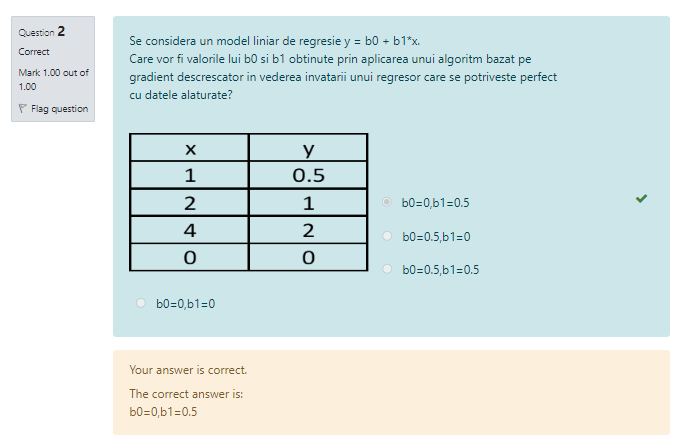 Question 2
Correct
Mark 1.00 out of
1.00
Flag question
Se considera un model liniar de regresie y = b0 + b1*x.
Care vor fi valorile lui b0 si b1 obtinute prin aplicarea unui algoritm bazat pe
gradient descrescator in vederea invatarii unui regresor care se potriveste perfect
cu datele alaturate?
x y
1 0.5
2 1
4 2
0 0
b0=0,b1=0.5
b0=0.5,b1=0
b0=0.5,b1=0.5
b0=0,b1=0
Your answer is correct.
The correct answer is:
b0=0,b1=0.5